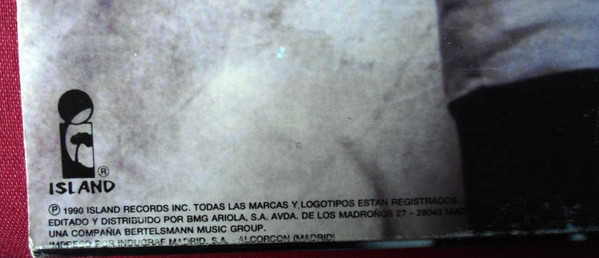 ®
ISLAND
℗ 1990 ISLAND RECORDS INC. TODAS LAS MARCAS Y LOGOTIPOS ESTAN REGISTRADOS.
EDITADO Y DISTRIBUIDO POR BMG ARIOLA, S.A. AVDA. DE LOS MADROÑOS 27 - 28043
UNA COMPAÑIA BERTELSMANN MUSIC GROUP.
IMPRESO POR INDUGRAF MADRID, S.A. - ALCORCON (MADRID)